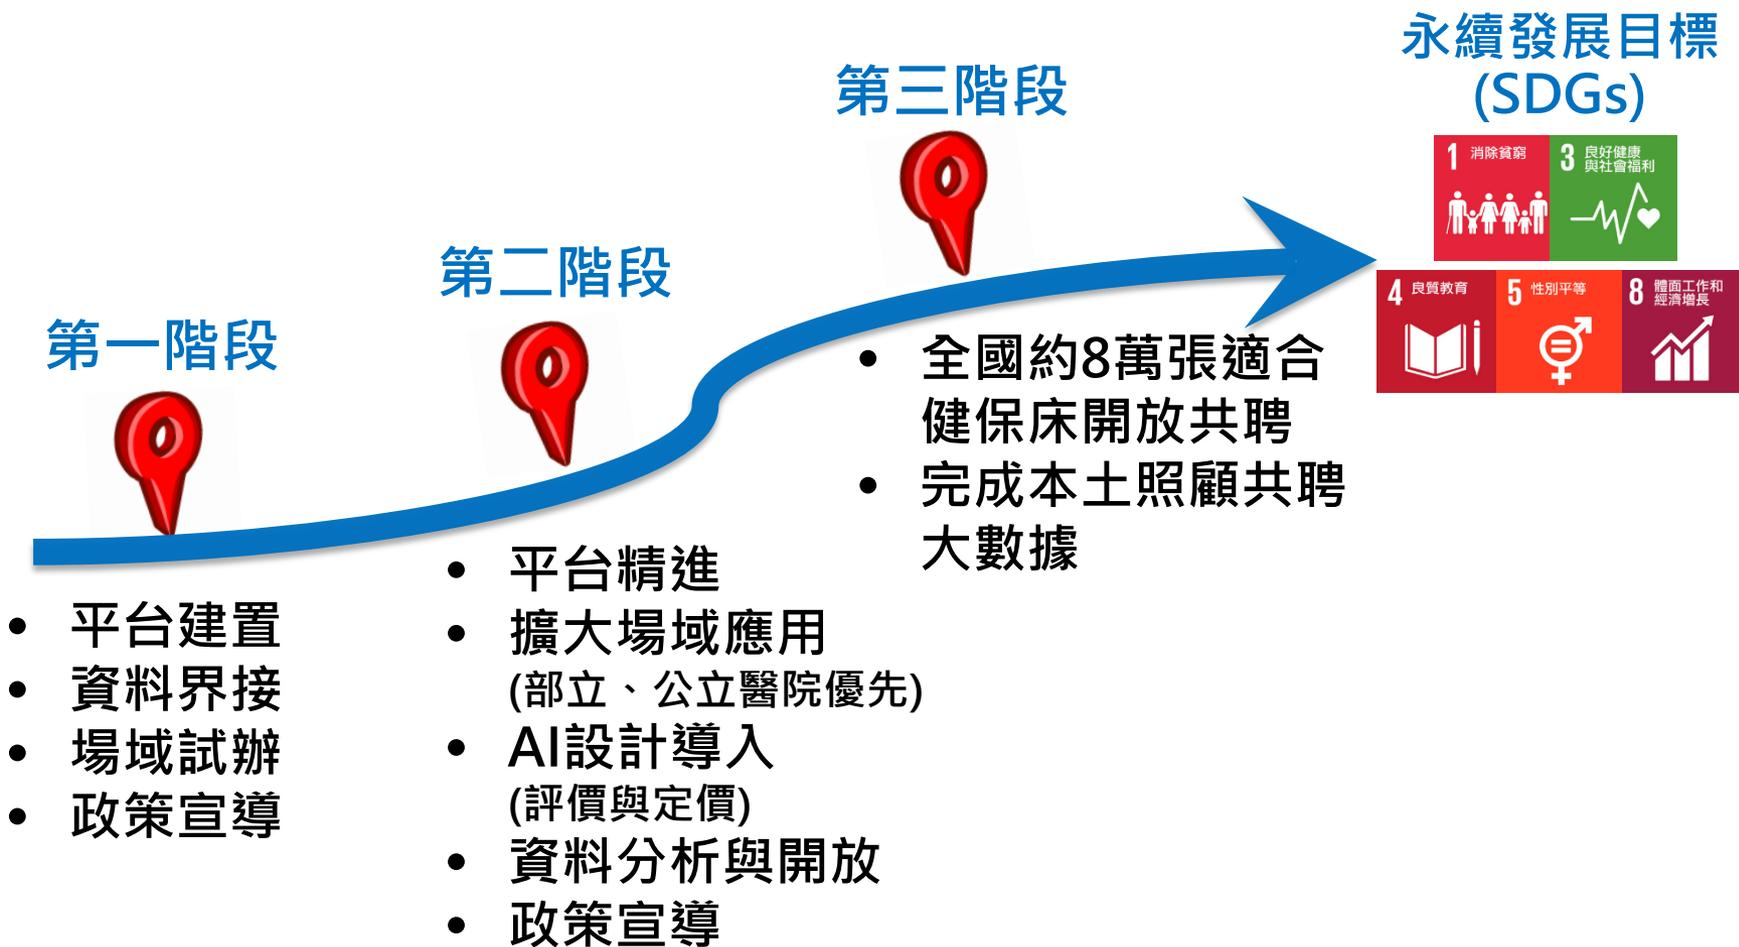 第一階段
• 平台建置
• 資料界接
• 場域試辦
• 政策宣導
第二階段
• 平台精進
• 擴大場域應用
(部立、公立醫院優先)
• AI設計導入
(評價與定價)
• 資料分析與開放
• 政策宣導
第三階段
• 全國約8萬張適合
健保床開放共聘
• 完成本土照顧共聘
大數據
永續發展目標
(SDGs)
1 消除貧窮
3 良好健康
與社會福利
4 良質教育
5 性別平等
8 體面工作和
經濟增長